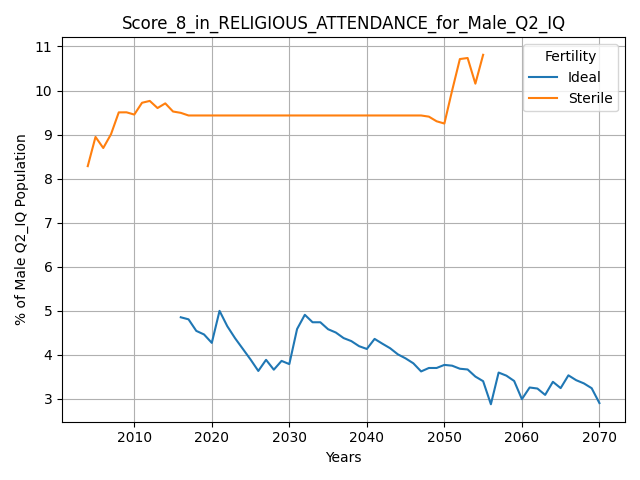 Score_8_in_RELIGIOUS_ATTENDANCE_for_Male_Q2_IQ
Fertility
Ideal
Sterile
% of Male Q2_IQ Population
11
10
9
8
7
6
5
4
3
2010 2020 2030 2040 2050 2060 2070
Years